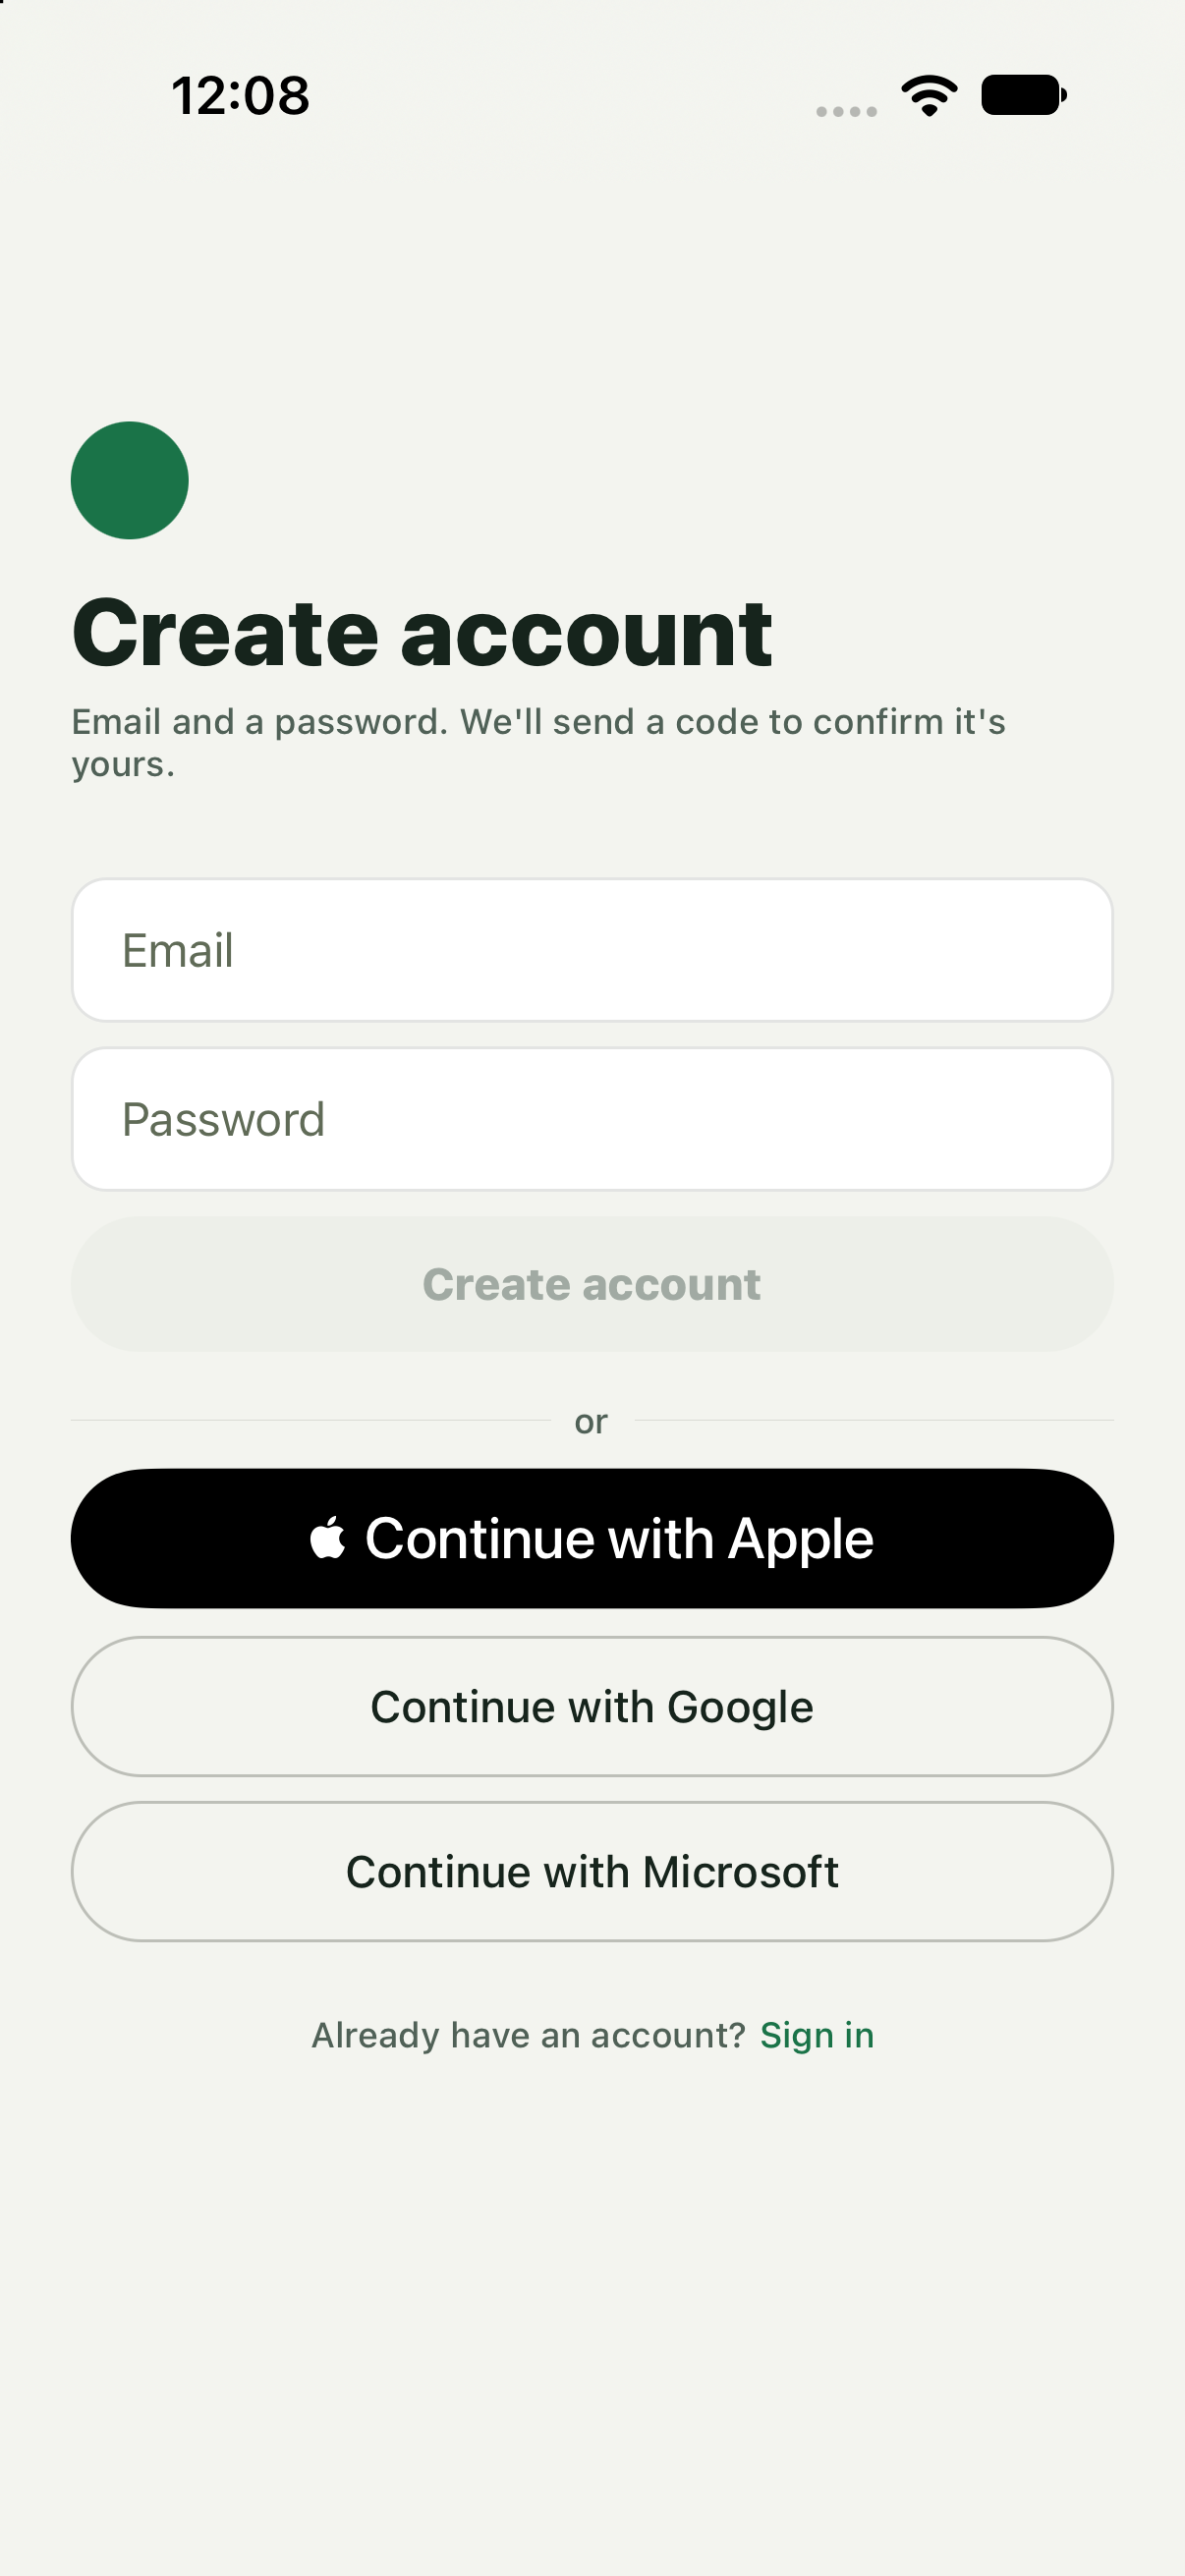 12:08
Create account
Email and a password. We'll send a code to confirm it's
yours.
Email
Password
Create account
or
Continue with Apple
Continue with Google
Continue with Microsoft
Already have an account? Sign in